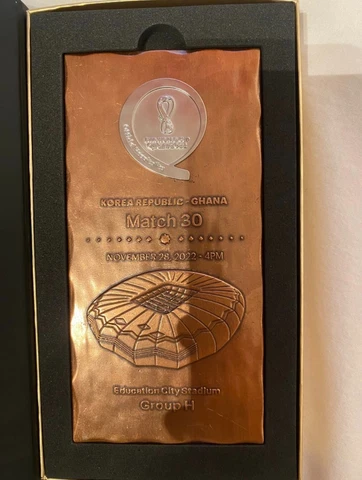 KOREA REPUBLIC - GHANA
Match 30
NOVEMBER 28, 2022 - 4PM
Education City Stadium
Group H